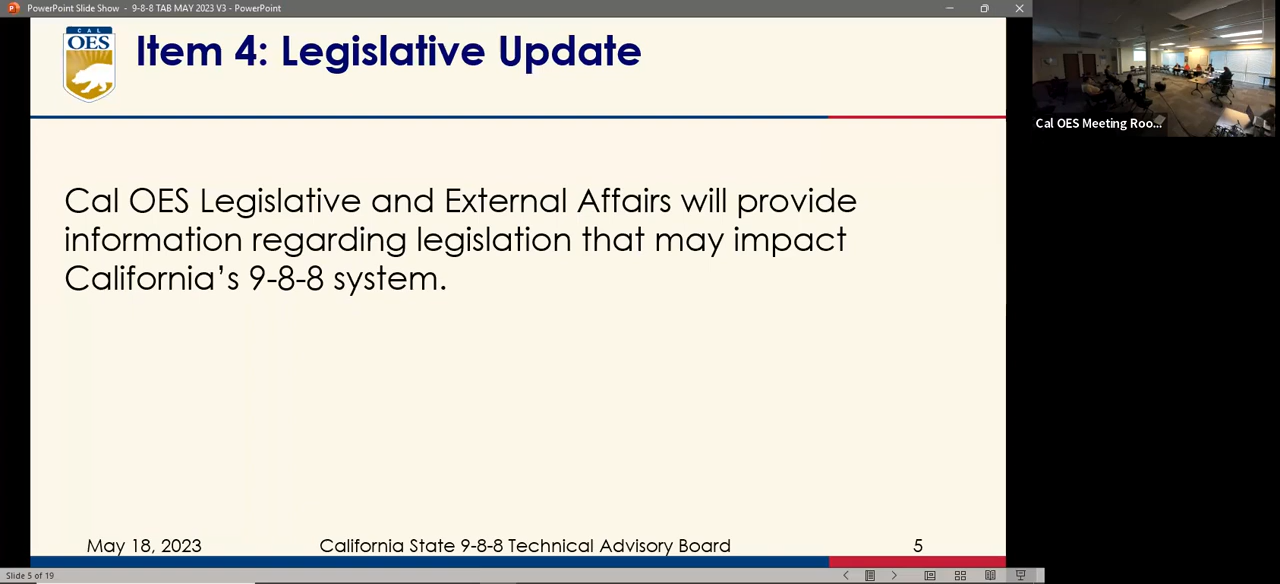 PowerPoint Slide Show - 9-8-8 TAB MAY 2023 V3 - PowerPoint
CAL
OES
Item 4: Legislative Update
Cal OES Meeting Roo...
Cal OES Legislative and External Affairs will provide
information regarding legislation that may impact
California’s 9-8-8 system.
May 18, 2023
California State 9-8-8 Technical Advisory Board
5
Slide 5 of 19